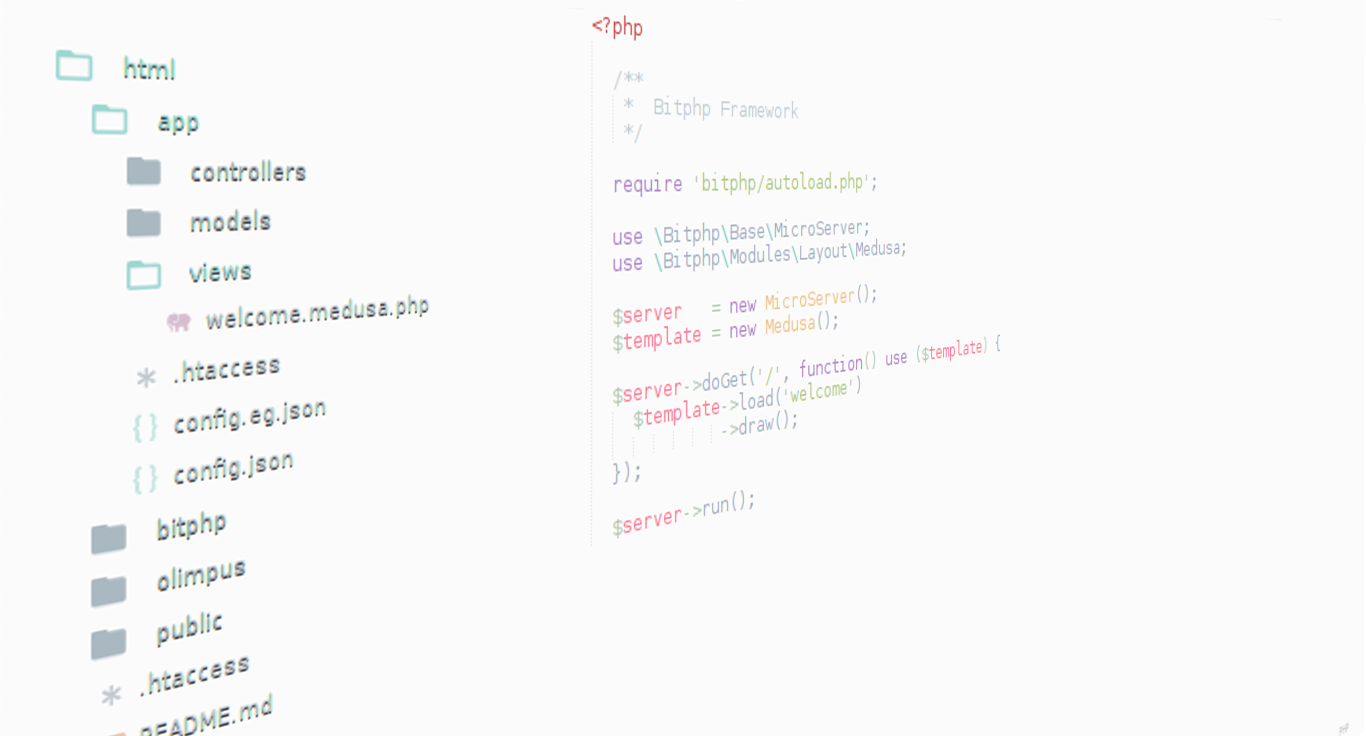 html
app
controllers
models
views
welcome.medusa.php
.htaccess
config.eg.json
config.json
bitphp
olimpus
public
.htaccess
README.md
<?php
/**
 *  Bitphp Framework
 */
require 'bitphp/autoload.php';
use \Bitphp\Base\MicroServer;
use \Bitphp\Modules\Layout\Medusa;
$server   = new MicroServer();
$template = new Medusa();
$server->doGet('/', function() use ($template) {
  $template->load('welcome')
           ->draw();
});
$server->run();